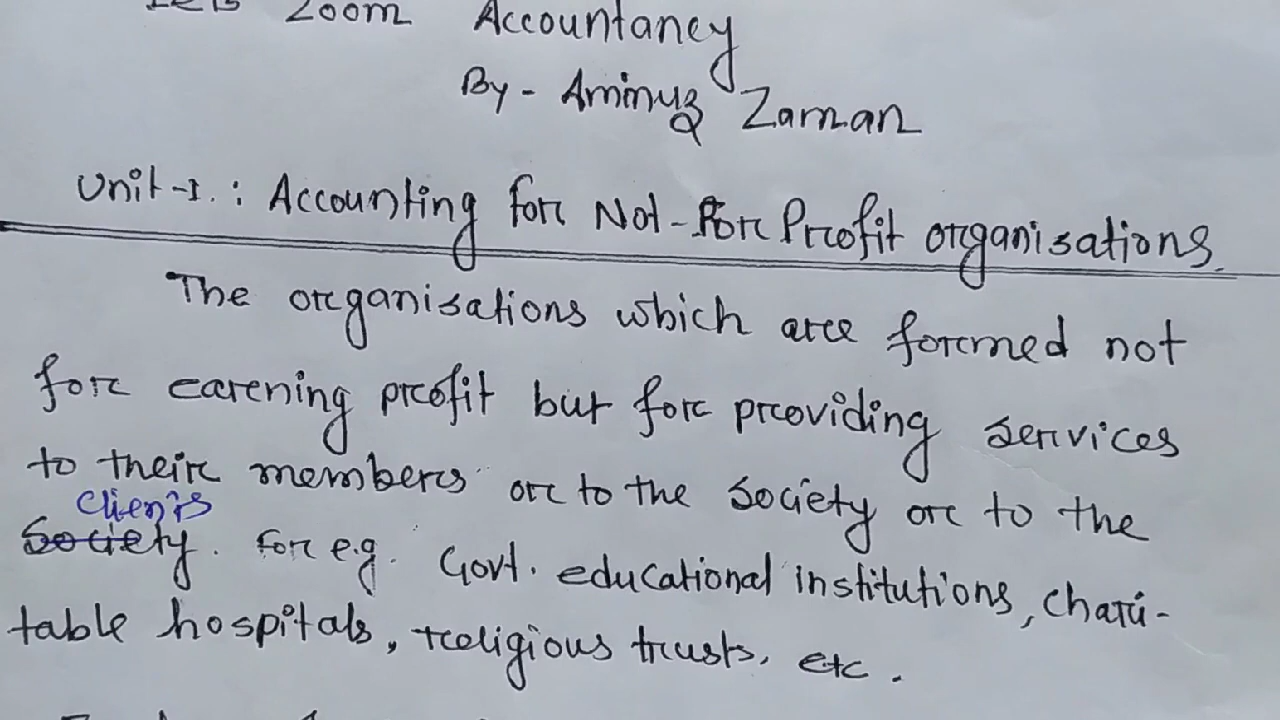 Zoom Accountancy
By - Aminuz Zaman
Unit-I. : Accounting for Not-For Profit organisations.
The organisations which are formed not
for earening profit but for providing services
to their members or to the society or to the
clients
society. For e.g. Govt. educational institutions, chari-
table hospitals, religious trusts, etc.